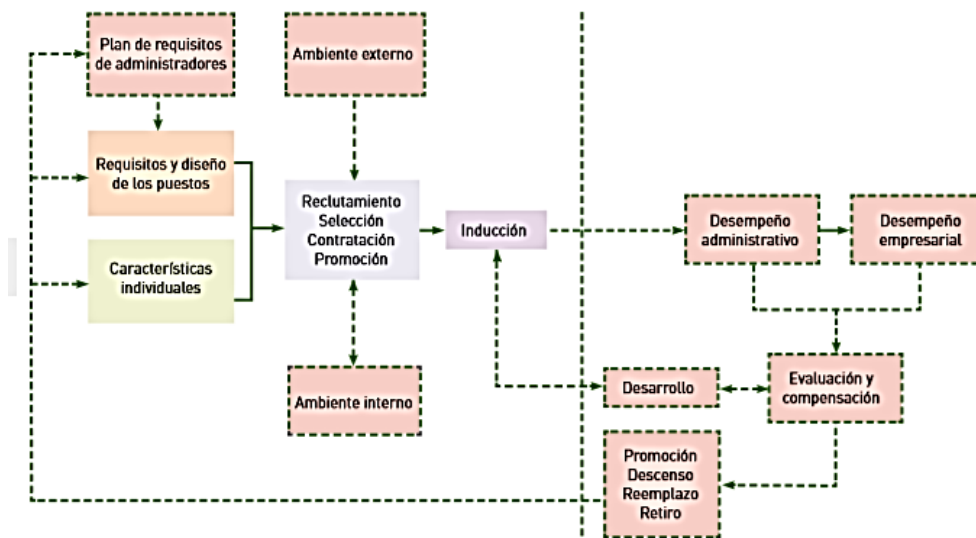 Plan de requisitos
de administradores
Ambiente externo
Requisitos y diseño
de los puestos
Características
individuales
Reclutamiento
Selección
Contratación
Promoción
Inducción
Ambiente interno
Desempeño
administrativo
Desempeño
empresarial
Desarrollo
Evaluación y
compensación
Promoción
Descenso
Reemplazo
Retiro